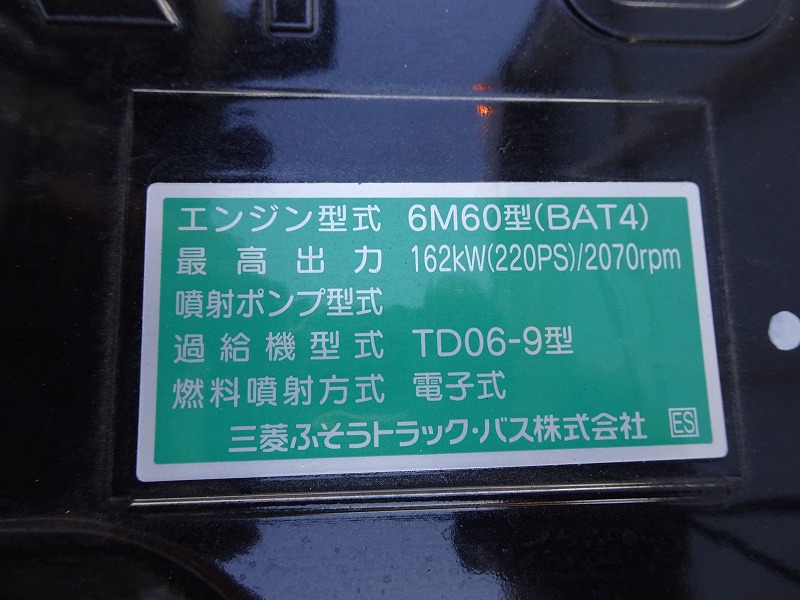 エンジン型式 6M60型(BAT4)
最高出力 162kW(220PS)/2070rpm
噴射ポンプ型式
過給機型式 TD06-9型
燃料噴射方式 電子式
三菱ふそうトラック・バス株式会社 ES